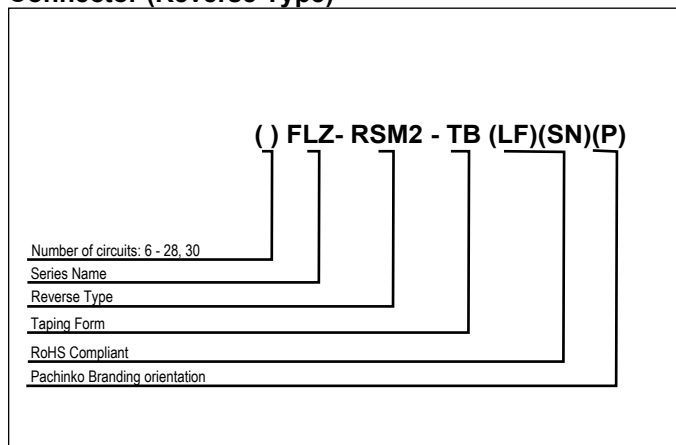 Connector (Reverse Type)
( ) FLZ- RSM2 - TB (LF)(SN)(P)
Number of circuits: 6 - 28, 30
Series Name
Reverse Type
Taping Form
RoHS Compliant
Pachinko Branding orientation